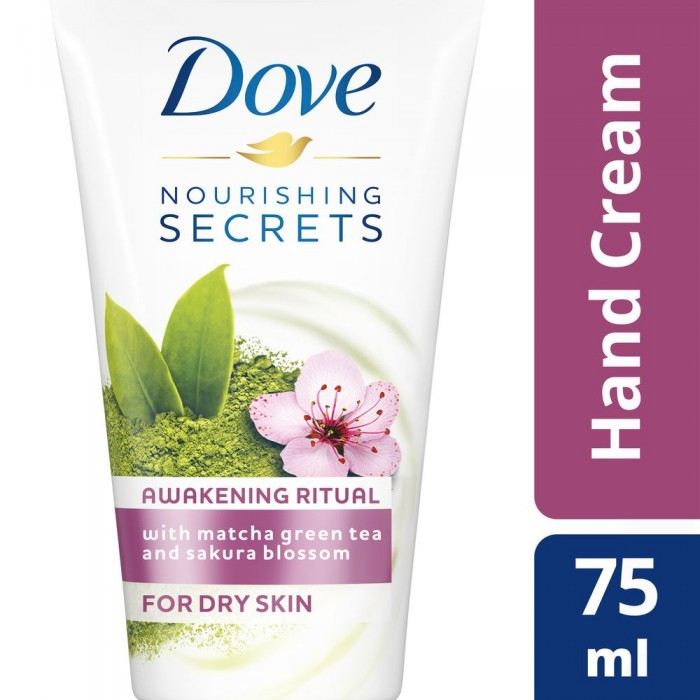 Dove
NOURISHING
SECRETS
AWAKENING RITUAL
with matcha green tea
and sakura blossom
FOR DRY SKIN
Hand Cream
75
ml